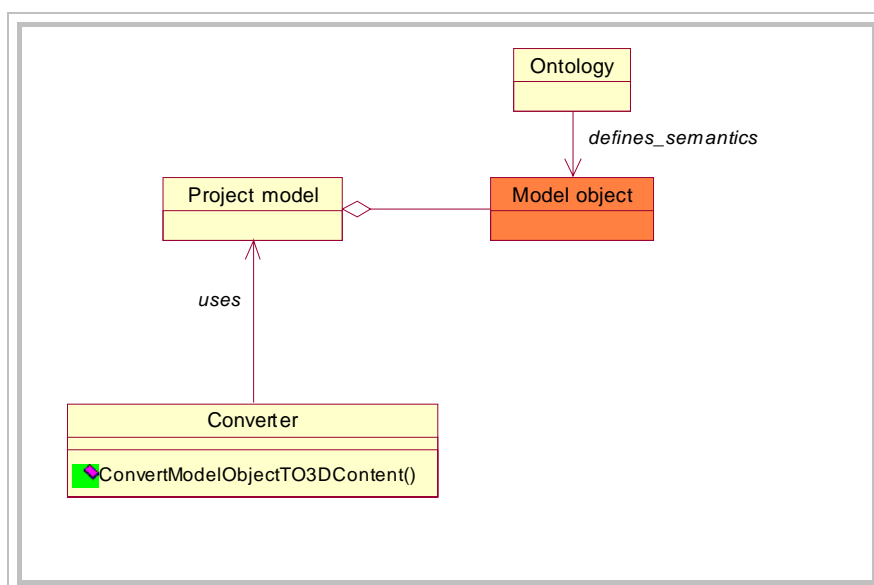 Ontology
defines_semantics
Project model
Model object
uses
Converter
ConvertModelObjectTO3DContent()